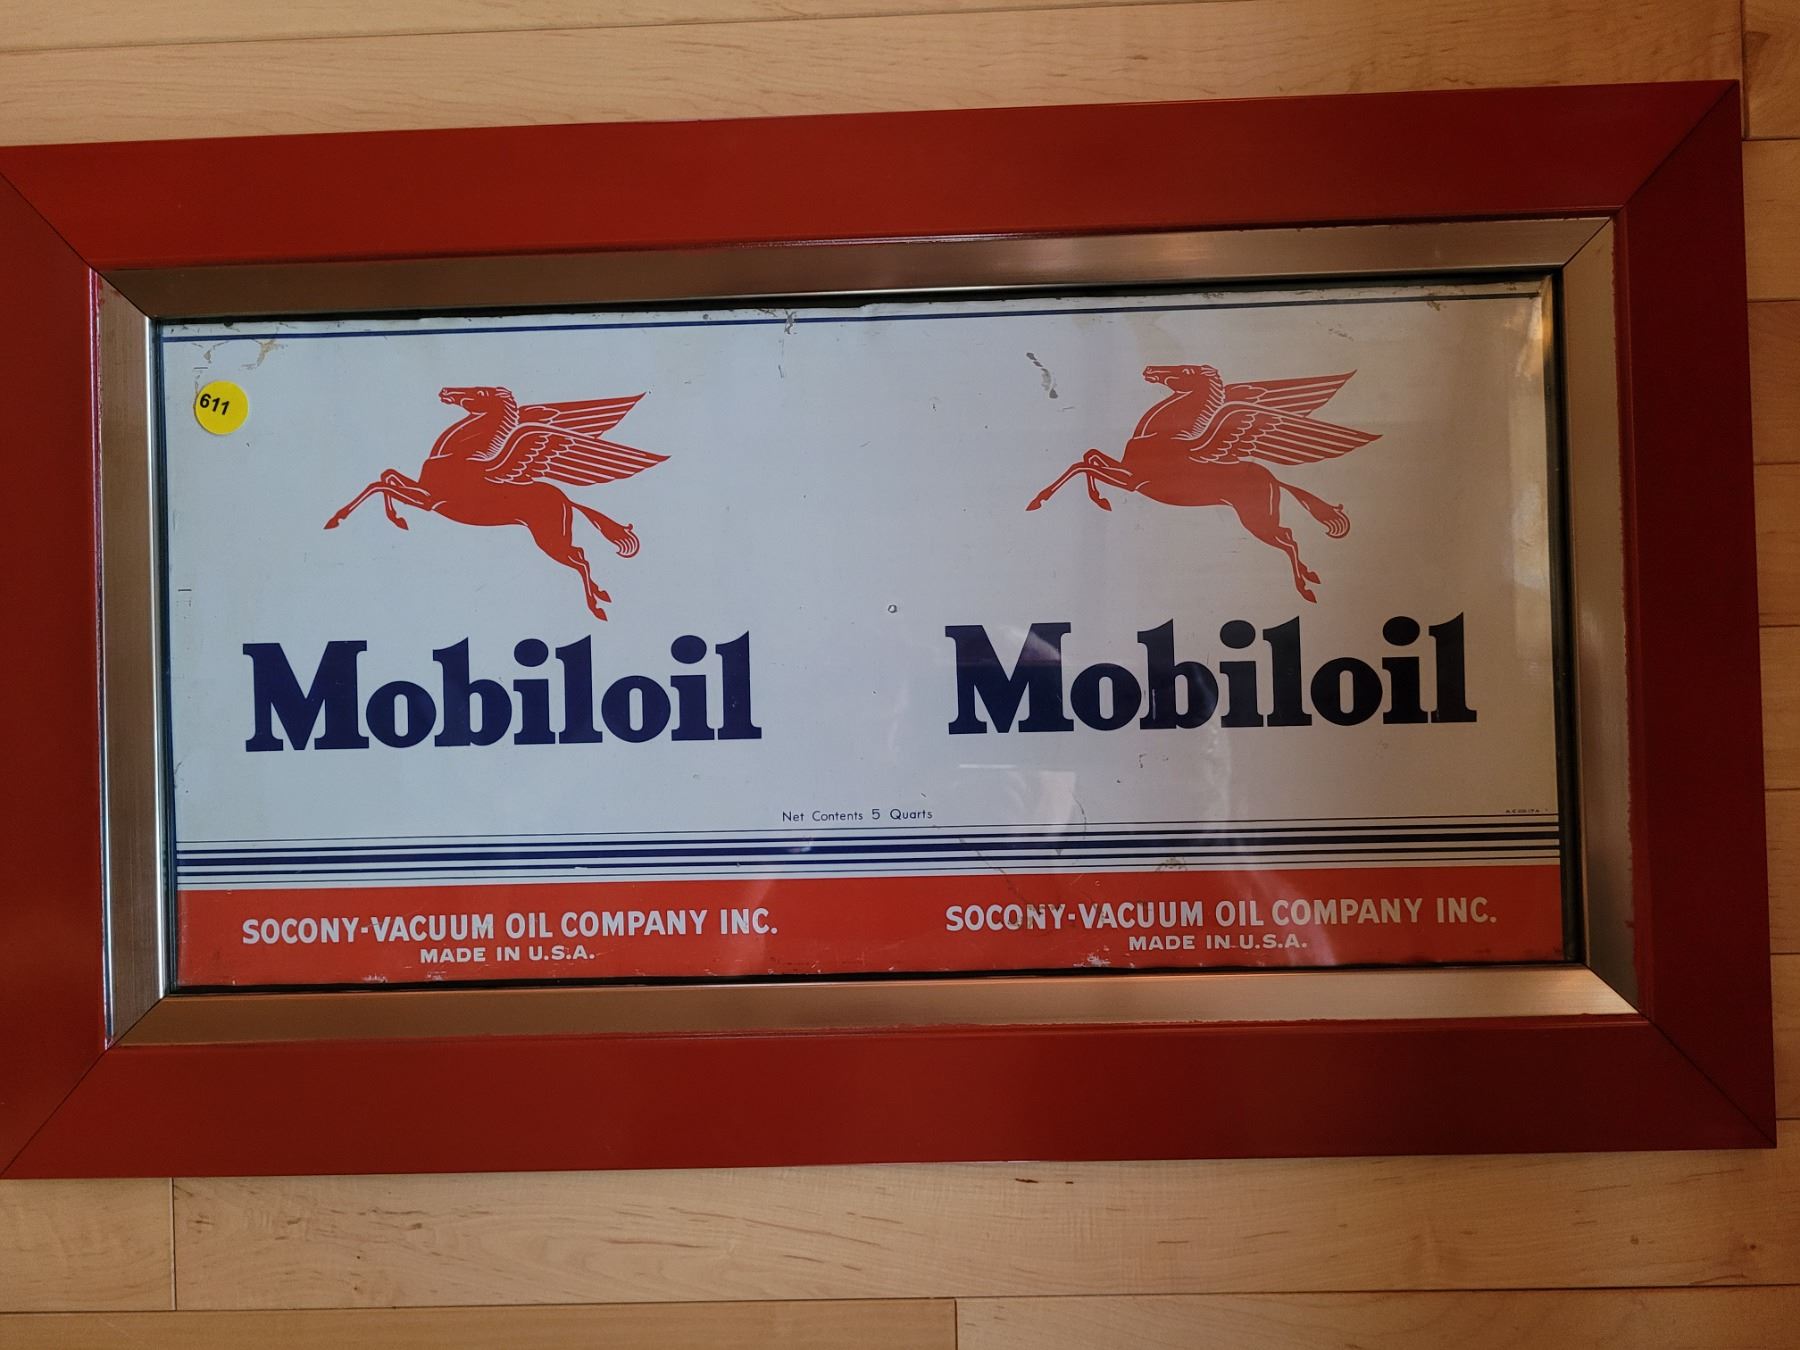 611
Mobiloil
Mobiloil
Net Contents 5 Quarts
SOCONY-VACUUM OIL COMPANY INC.
MADE IN U.S.A.
SOCONY-VACUUM OIL COMPANY INC.
MADE IN U.S.A.